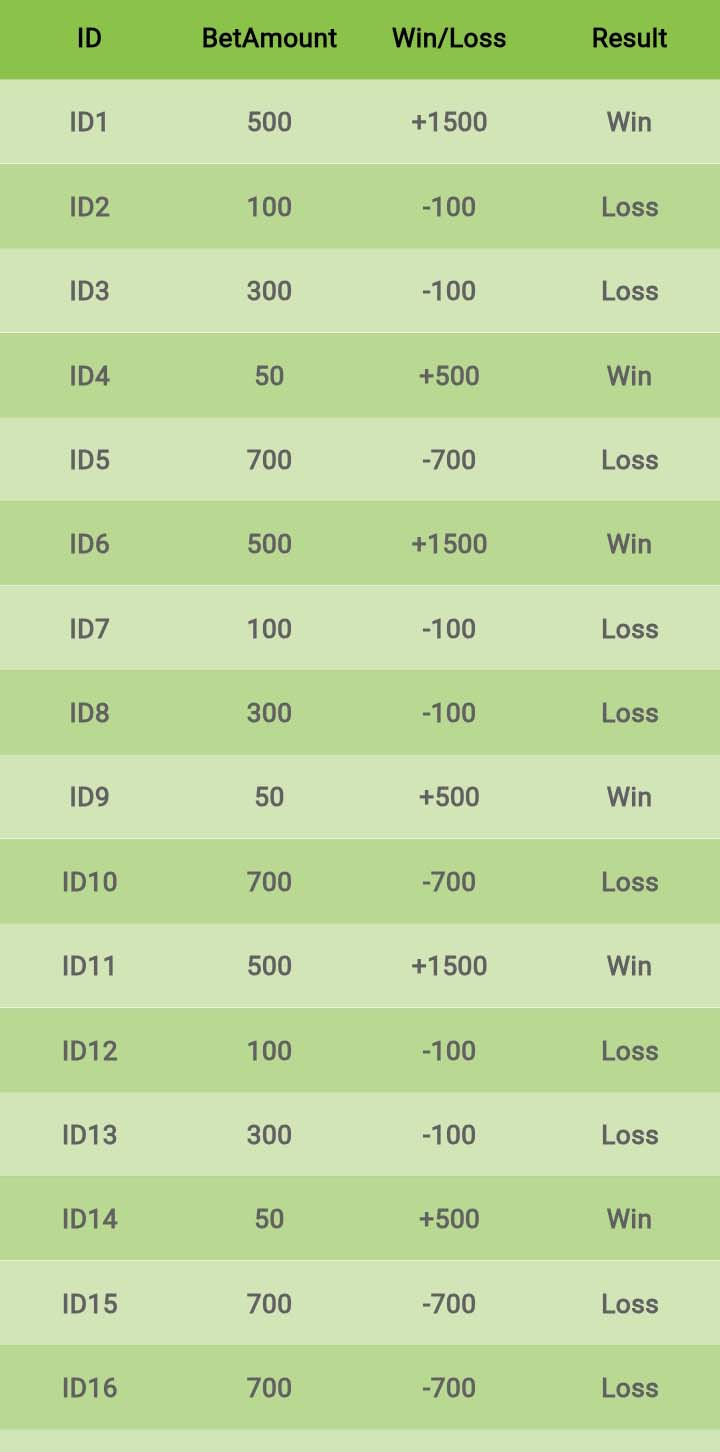 ID BetAmount Win/Loss Result
ID1 500 +1500 Win
ID2 100 -100 Loss
ID3 300 -100 Loss
ID4 50 +500 Win
ID5 700 -700 Loss
ID6 500 +1500 Win
ID7 100 -100 Loss
ID8 300 -100 Loss
ID9 50 +500 Win
ID10 700 -700 Loss
ID11 500 +1500 Win
ID12 100 -100 Loss
ID13 300 -100 Loss
ID14 50 +500 Win
ID15 700 -700 Loss
ID16 700 -700 Loss